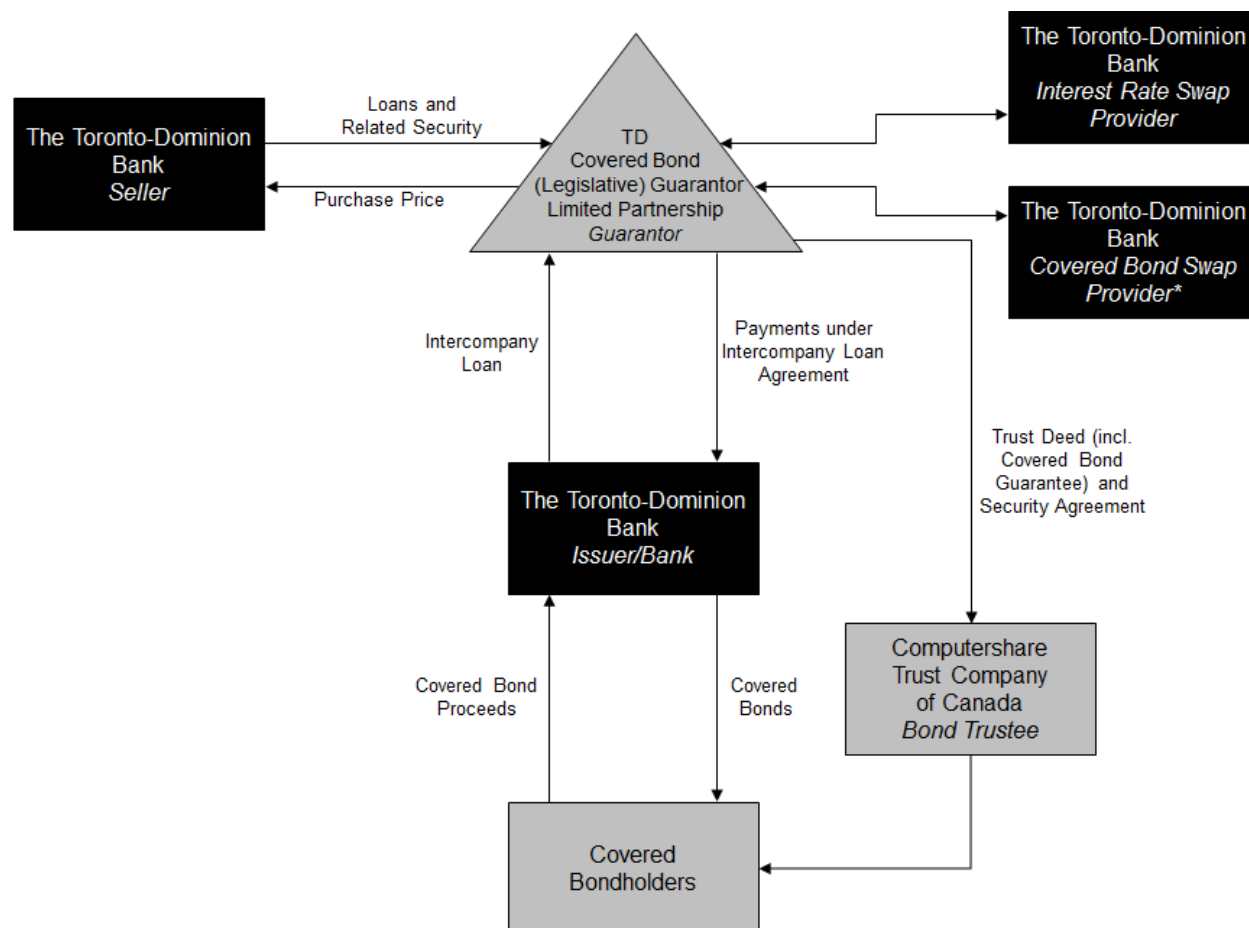 The Toronto-Dominion
Bank
Seller
Loans and
Related Security
Purchase Price
TD
Covered Bond
(Legislative) Guarantor
Limited Partnership
Guarantor
The Toronto-Dominion
Bank
Interest Rate Swap
Provider
The Toronto-Dominion
Bank
Covered Bond Swap
Provider*
Intercompany
Loan
Payments under
Intercompany Loan
Agreement
Trust Deed (incl.
Covered Bond
Guarantee) and
Security Agreement
The Toronto-Dominion
Bank
Issuer/Bank
Covered Bond
Proceeds
Covered
Bonds
Computershare
Trust Company
of Canada
Bond Trustee
Covered
Bondholders